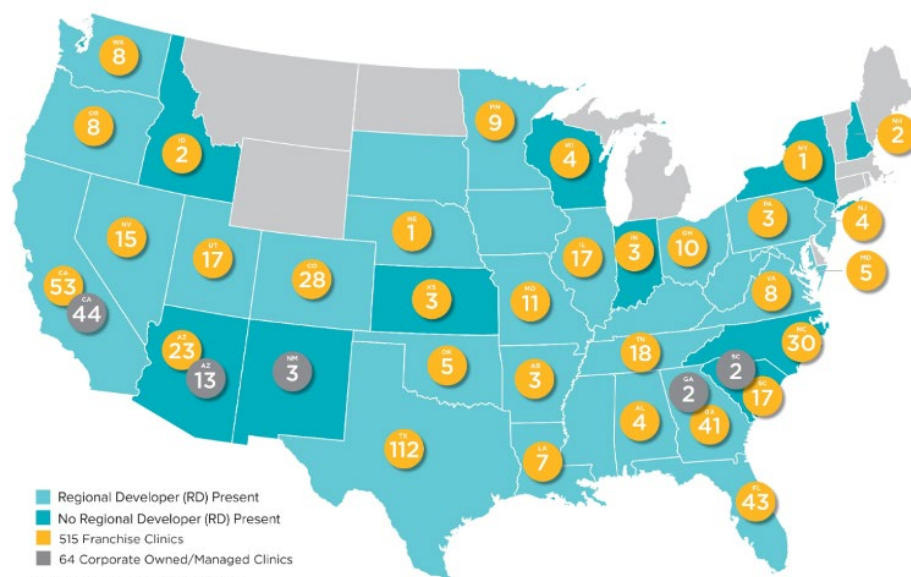 WA
8
OR
8
ID
2
MN
9
WI
4
NY
1
NH
2
NV
15
UT
17
CO
28
NE
1
KS
3
MO
11
IL
17
IN
3
OH
10
PA
3
NJ
4
MD
5
VA
8
CA
53
CA
44
AZ
23
AZ
13
NM
3
OK
5
AR
3
TN
18
NC
30
SC
2
SC
17
GA
2
GA
41
AL
4
TX
112
LA
7
FL
43
Regional Developer (RD) Present
No Regional Developer (RD) Present
515 Franchise Clinics
64 Corporate Owned/Managed Clinics